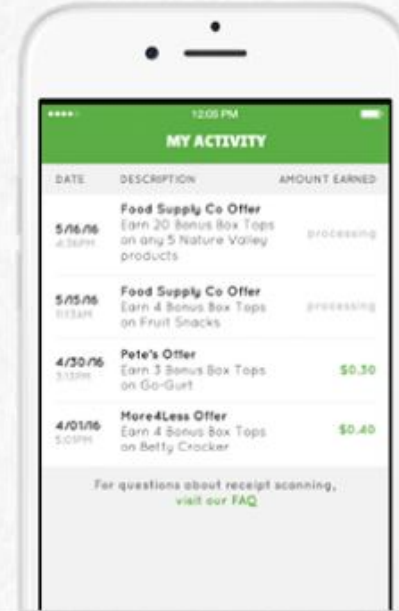 12:05 PM
MY ACTIVITY
DATE DESCRIPTION AMOUNT EARNED
5/16/16 Food Supply Co Offer
4:36PM Earn 20 Bonus Box Tops processing
on any 5 Nature Valley
products
5/15/16 Food Supply Co Offer
11:13AM Earn 4 Bonus Box Tops processing
on Fruit Snacks
4/30/16 Pete's Offer
3:13PM Earn 3 Bonus Box Tops $0.30
on Go-Gurt
4/01/16 More4Less Offer
5:01PM Earn 4 Bonus Box Tops $0.40
on Betty Crocker
For questions about receipt scanning,
visit our FAQ